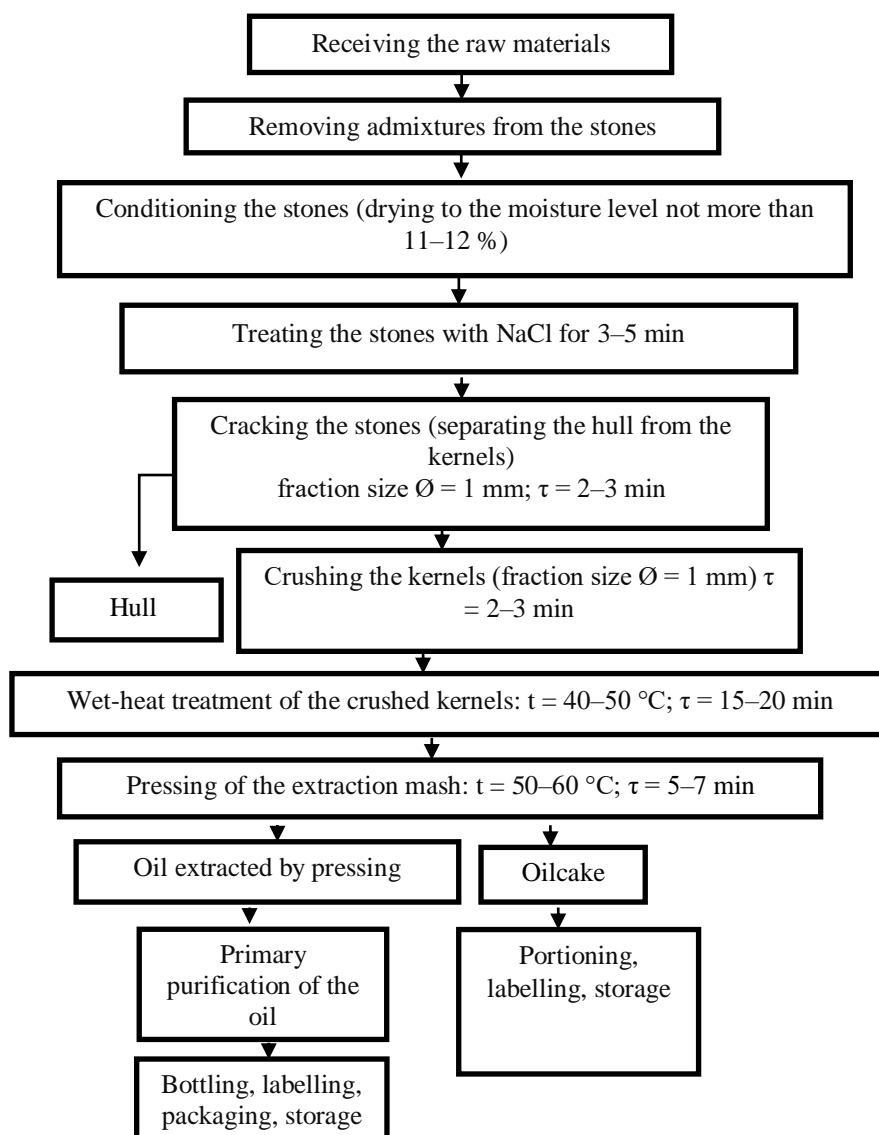 Receiving the raw materials
Removing admixtures from the stones
Conditioning the stones (drying to the moisture level not more than
11–12 %)
Treating the stones with NaCl for 3–5 min
Cracking the stones (separating the hull from the
kernels)
fraction size Ø = 1 mm; τ = 2–3 min
Hull
Crushing the kernels (fraction size Ø = 1 mm) τ
= 2–3 min
Wet-heat treatment of the crushed kernels: t = 40–50 °C; τ = 15–20 min
Pressing of the extraction mash: t = 50–60 °C; τ = 5–7 min
Oil extracted by pressing
Oilcake
Primary
purification of the
oil
Portioning,
labelling, storage
Bottling, labelling,
packaging, storage